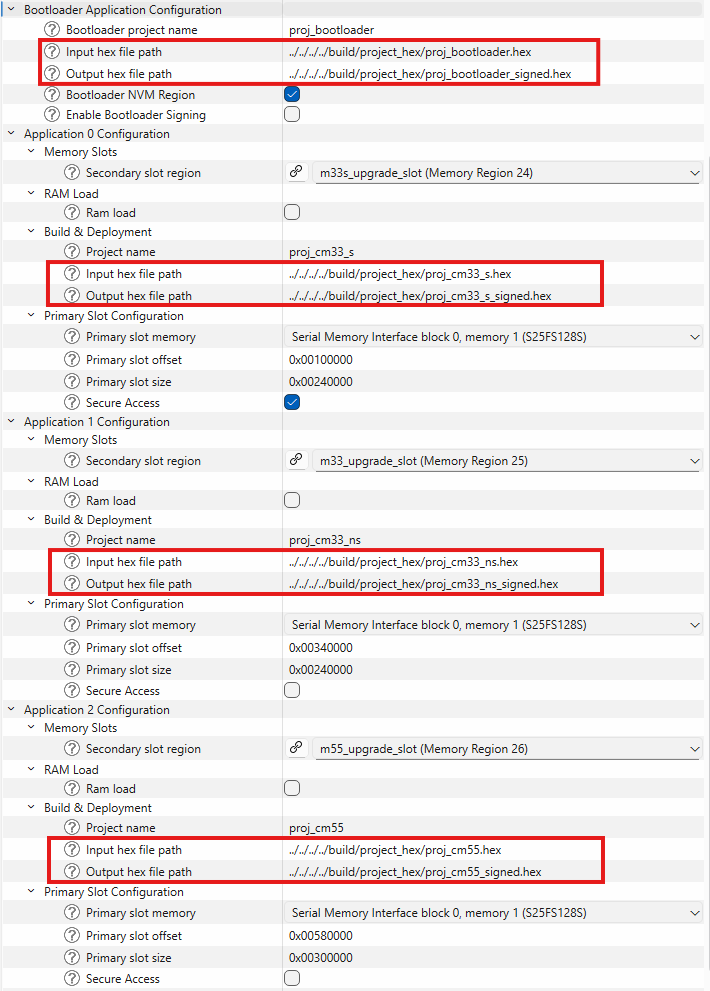 Bootloader Application Configuration
Bootloader project name proj_bootloader
Input hex file path ../../../../build/project_hex/proj_bootloader.hex
Output hex file path ../../../../build/project_hex/proj_bootloader_signed.hex
Bootloader NVM Region
Enable Bootloader Signing
Application 0 Configuration
Memory Slots
Secondary slot region m33s_upgrade_slot (Memory Region 24)
RAM Load
Ram load
Build & Deployment
Project name proj_cm33_s
Input hex file path ../../../../build/project_hex/proj_cm33_s.hex
Output hex file path ../../../../build/project_hex/proj_cm33_s_signed.hex
Primary Slot Configuration
Primary slot memory Serial Memory Interface block 0, memory 1 (S25FS128S)
Primary slot offset 0x00100000
Primary slot size 0x00240000
Secure Access
Application 1 Configuration
Memory Slots
Secondary slot region m33_upgrade_slot (Memory Region 25)
RAM Load
Ram load
Build & Deployment
Project name proj_cm33_ns
Input hex file path ../../../../build/project_hex/proj_cm33_ns.hex
Output hex file path ../../../../build/project_hex/proj_cm33_ns_signed.hex
Primary Slot Configuration
Primary slot memory Serial Memory Interface block 0, memory 1 (S25FS128S)
Primary slot offset 0x00340000
Primary slot size 0x00240000
Secure Access
Application 2 Configuration
Memory Slots
Secondary slot region m55_upgrade_slot (Memory Region 26)
RAM Load
Ram load
Build & Deployment
Project name proj_cm55
Input hex file path ../../../../build/project_hex/proj_cm55.hex
Output hex file path ../../../../build/project_hex/proj_cm55_signed.hex
Primary Slot Configuration
Primary slot memory Serial Memory Interface block 0, memory 1 (S25FS128S)
Primary slot offset 0x00580000
Primary slot size 0x00300000
Secure Access